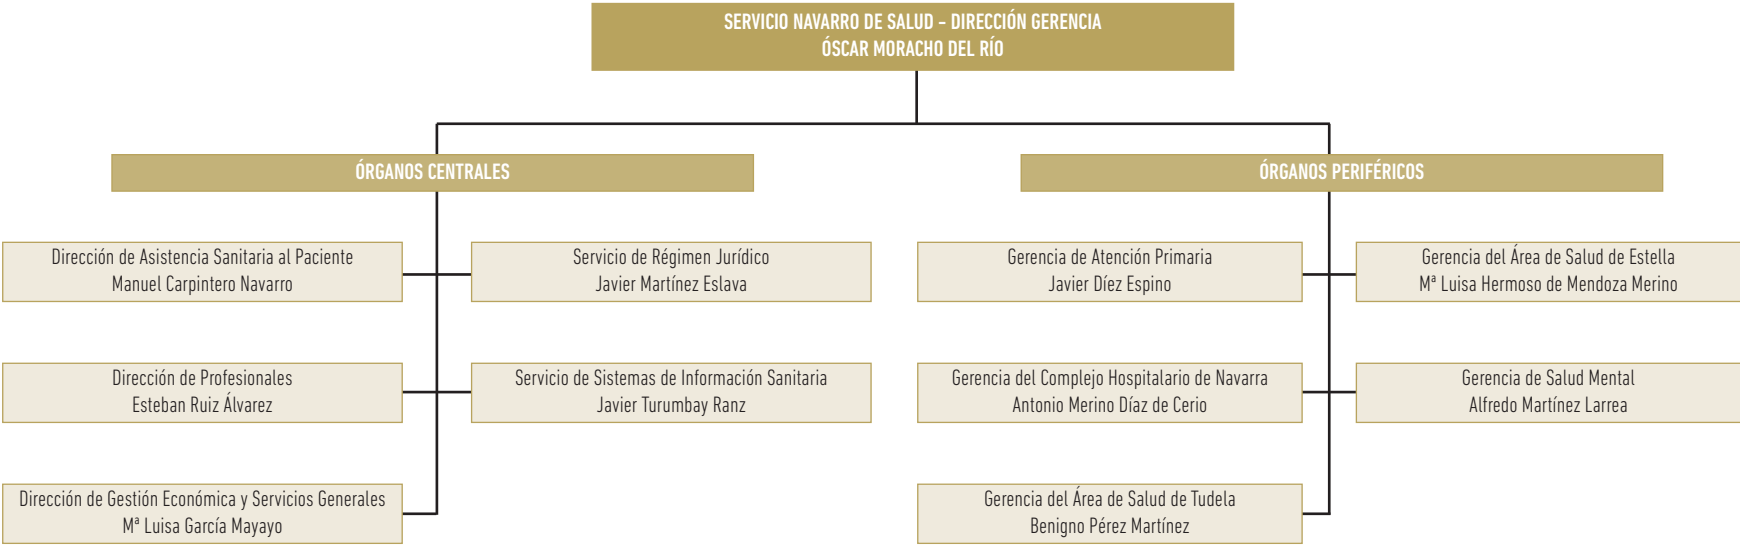 SERVICIO NAVARRO DE SALUD – DIRECCIÓN GERENCIA
ÓSCAR MORACHO DEL RÍO
ÓRGANOS CENTRALES
ÓRGANOS PERIFÉRICOS
Dirección de Asistencia Sanitaria al Paciente
Manuel Carpintero Navarro
Servicio de Régimen Jurídico
Javier Martínez Eslava
Gerencia de Atención Primaria
Javier Díez Espino
Gerencia del Área de Salud de Estella
Mª Luisa Hermoso de Mendoza Merino
Dirección de Profesionales
Esteban Ruiz Álvarez
Servicio de Sistemas de Información Sanitaria
Javier Turumbay Ranz
Gerencia del Complejo Hospitalario de Navarra
Antonio Merino Díaz de Cerio
Gerencia de Salud Mental
Alfredo Martínez Larrea
Dirección de Gestión Económica y Servicios Generales
Mª Luisa García Mayayo
Gerencia del Área de Salud de Tudela
Benigno Pérez Martínez